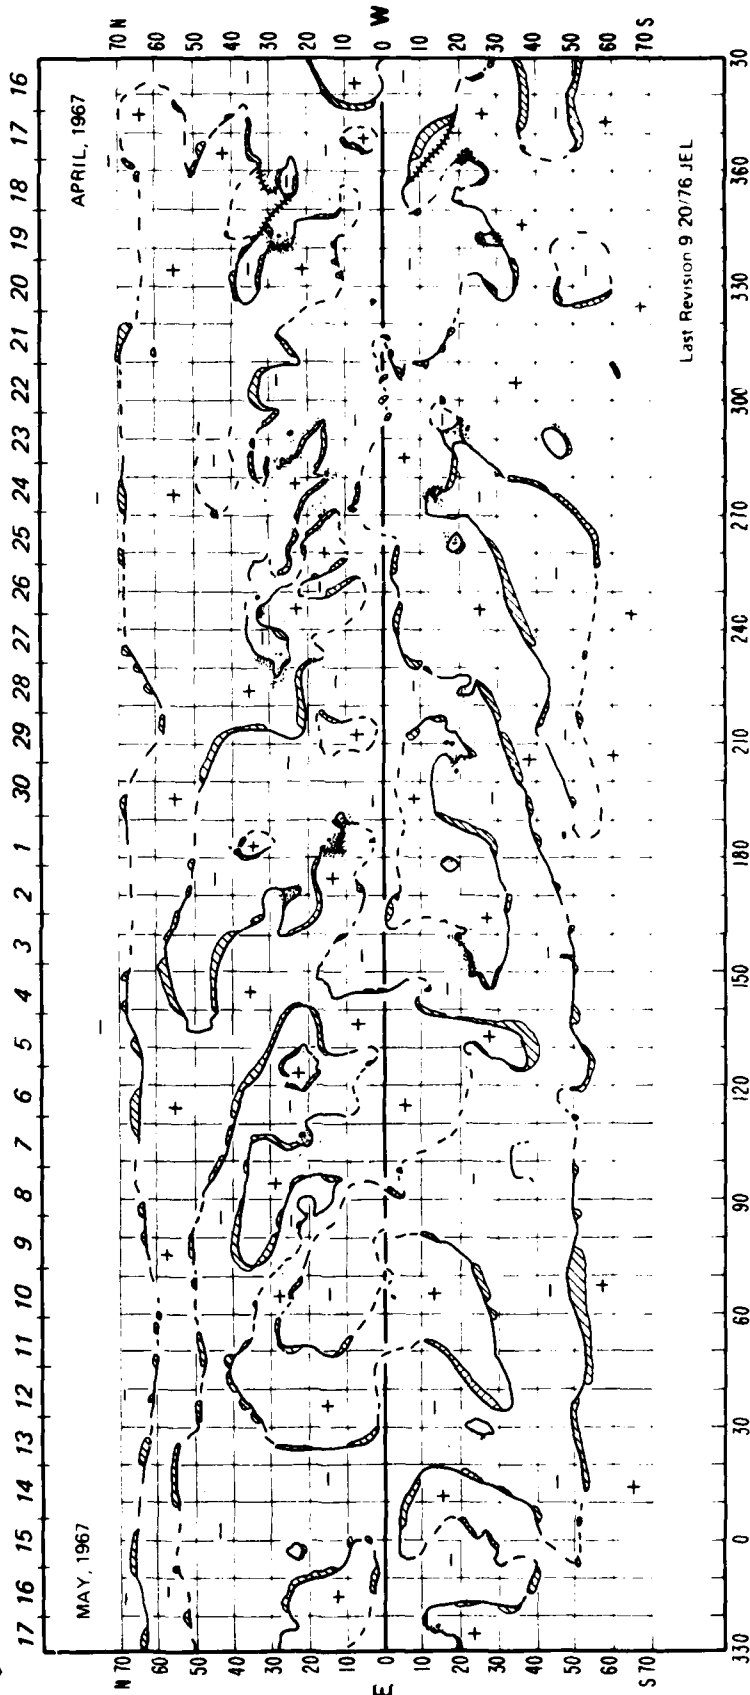 17 16 15 14 13 12 11 10 9 8 7 6 5 4 3 2 1 30 29 28 27 26 25 24 23 22 21 20 19 18 17 16
MAY, 1967 APRIL, 1967
N 70 70 N
60 60
50 50
40 40
30 30
20 20
10 10
E 0 0 W
10 10
20 20
30 30
40 40
50 50
60 60
S 70 70 S
Last Revision 9 20/76 JEL
330 0 30 60 90 120 150 180 210 240 270 300 330 360 30